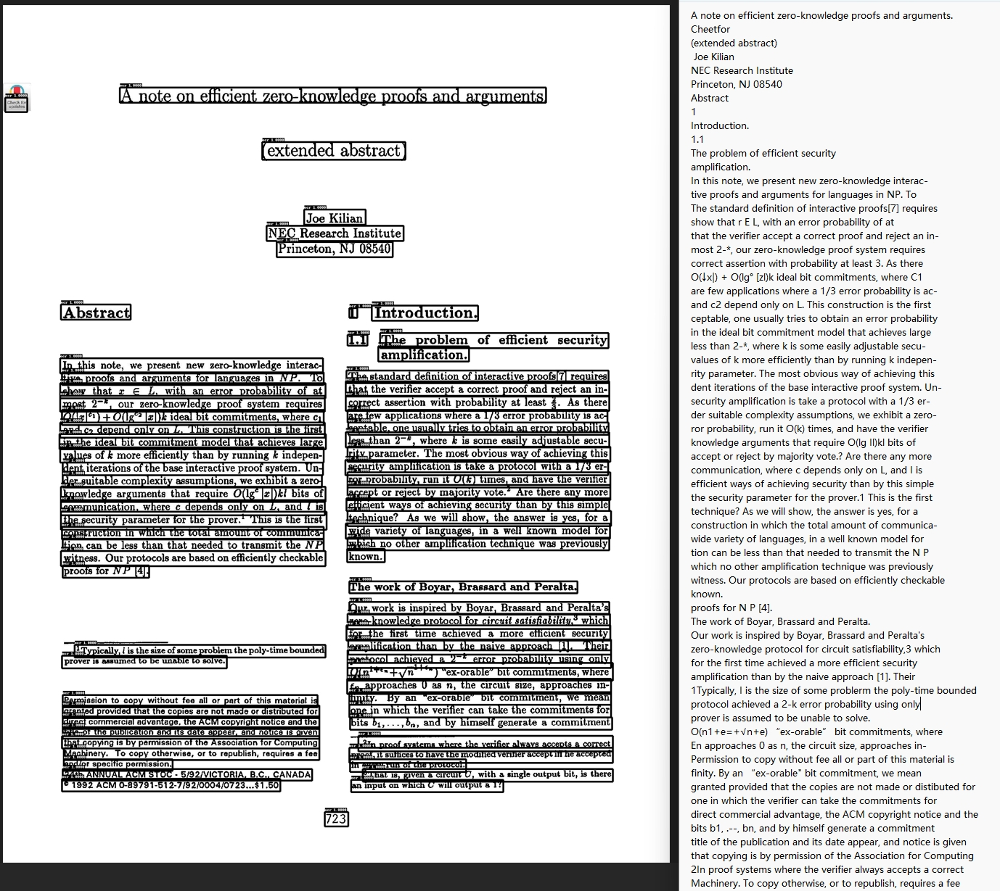 A note on efficient zero-knowledge proofs and arguments
Check for
updates
(extended abstract)
Joe Kilian
NEC Research Institute
Princeton, NJ 08540
Abstract
In this note, we present new zero-knowledge interac-
tive proofs and arguments for languages in NP. To
show that x ∈ L, with an error probability of at
most 2^{-k}, our zero-knowledge proof system requires
O(|x|^{c_1}) + O(lg^{c_2} |x|)k ideal bit commitments, where c_1
and c_2 depend only on L. This construction is the first
in the ideal bit commitment model that achieves large
values of k more efficiently than by running k indepen-
dent iterations of the base interactive proof system. Un-
der suitable complexity assumptions, we exhibit a zero-
knowledge arguments that require O(lg^c |x|)kl bits of
communication, where c depends only on L, and l is
the security parameter for the prover.1 This is the first
construction in which the total amount of communica-
tion can be less than that needed to transmit the NP
witness. Our protocols are based on efficiently checkable
proofs for NP [4].
1Typically, l is the size of some problem the poly-time bounded
prover is assumed to be unable to solve.
Permission to copy without fee all or part of this material is
granted provided that the copies are not made or distributed for
direct commercial advantage, the ACM copyright notice and the
title of the publication and its date appear, and notice is given
that copying is by permission of the Association for Computing
Machinery. To copy otherwise, or to republish, requires a fee
and/or specific permission.
24th ANNUAL ACM STOC - 5/92/VICTORIA, B.C., CANADA
© 1992 ACM 0-89791-512-7/92/0004/0723...$1.50
1 Introduction.
1.1 The problem of efficient security
amplification.
The standard definition of interactive proofs[7] requires
that the verifier accept a correct proof and reject an in-
correct assertion with probability at least 2/3. As there
are few applications where a 1/3 error probability is ac-
ceptable, one usually tries to obtain an error probability
less than 2^{-k}, where k is some easily adjustable secu-
rity parameter. The most obvious way of achieving this
security amplification is take a protocol with a 1/3 er-
ror probability, run it O(k) times, and have the verifier
accept or reject by majority vote.2 Are there any more
efficient ways of achieving security than by this simple
technique? As we will show, the answer is yes, for a
wide variety of languages, in a well known model for
which no other amplification technique was previously
known.
The work of Boyar, Brassard and Peralta.
Our work is inspired by Boyar, Brassard and Peralta's
zero-knowledge protocol for circuit satisfiability,3 which
for the first time achieved a more efficient security
amplification than by the naive approach [1]. Their
protocol achieved a 2^{-k} error probability using only
O(n^{1+ε_n}+√n^{1+ε_n}) "ex-orable" bit commitments, where
ε_n approaches 0 as n, the circuit size, approaches in-
finity. By an "ex-orable" bit commitment, we mean
one in which the verifier can take the commitments for
bits b_1,...,b_n, and by himself generate a commitment
2In proof systems where the verifier always accepts a correct
proof, it suffices to have the modified verifier accept iff he accepted
in every run of the protocol.
3That is, given a circuit C, with a single output bit, is there
an input on which C will output a 1?
723
A note on efficient zero-knowledge proofs and arguments.
Cheetfor
(extended abstract)
Joe Kilian
NEC Research Institute
Princeton, NJ 08540
Abstract
1
Introduction.
1.1
The problem of efficient security
amplification.
In this note, we present new zero-knowledge interac-
tive proofs and arguments for languages in NP. To
The standard definition of interactive proofs[7] requires
show that r E L, with an error probability of at
that the verifier accept a correct proof and reject an in-
most 2-*, our zero-knowledge proof system requires
correct assertion with probability at least 3. As there
O(⇃x|) + O(lg° [zl)k ideal bit commitments, where C1
are few applications where a 1/3 error probability is ac-
and c2 depend only on L. This construction is the first
ceptable, one usually tries to obtain an error probability
in the ideal bit commitment model that achieves large
less than 2-*, where k is some easily adjustable secu-
values of k more efficiently than by running k indepen-
rity parameter. The most obvious way of achieving this
dent iterations of the base interactive proof system. Un-
security amplification is take a protocol with a 1/3 er-
der suitable complexity assumptions, we exhibit a zero-
ror probability, run it O(k) times, and have the verifier
knowledge arguments that require O(lg Il)kl bits of
accept or reject by majority vote.? Are there any more
communication, where c depends only on L, and l is
efficient ways of achieving security than by this simple
the security parameter for the prover.1 This is the first
technique? As we will show, the answer is yes, for a
construction in which the total amount of communica-
wide variety of languages, in a well known model for
tion can be less than that needed to transmit the N P
which no other amplification technique was previously
witness. Our protocols are based on efficiently checkable
known.
proofs for N P [4].
The work of Boyar, Brassard and Peralta.
Our work is inspired by Boyar, Brassard and Peralta's
zero-knowledge protocol for circuit satisfiability,3 which
for the first time achieved a more efficient security
amplification than by the naive approach [1]. Their
1Typically, l is the size of some problerm the poly-time bounded
protocol achieved a 2-k error probability using only
prover is assumed to be unable to solve.
O(n1+e=+√n+e) “ex-orable” bit commitments, where
En approaches 0 as n, the circuit size, approaches in-
Permission to copy without fee all or part of this material is
finity. By an “ex-orable" bit commitment, we mean
granted provided that the copies are not made or distibuted for
one in which the verifier can take the commitments for
direct commercial advantage, the ACM copyright notice and the
bits b1, .--, bn, and by himself generate a commitment
title of the publication and its date appear, and notice is given
that copying is by permission of the Association for Computing
2In proof systems where the verifier always accepts a correct
Machinery. To copy otherwise, or to republish, requires a fee